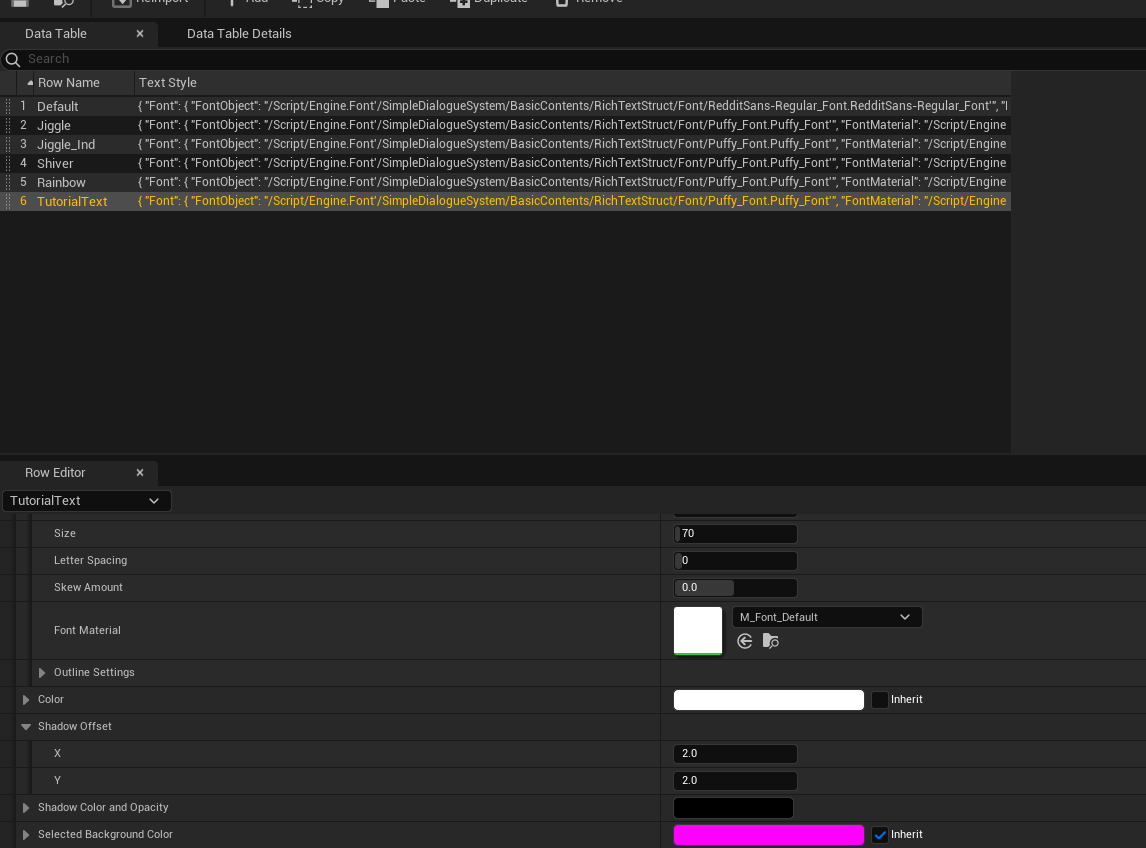 Reimport Add Copy Paste Duplicate Remove
Data Table × Data Table Details
Search
Row Name Text Style
1 Default { "Font": { "FontObject": "/Script/Engine.Font'/SimpleDialogueSystem/BasicContents/RichTextStruct/Font/RedditSans-Regular_Font.RedditSans-Regular_Font'", "
2 Jiggle { "Font": { "FontObject": "/Script/Engine.Font'/SimpleDialogueSystem/BasicContents/RichTextStruct/Font/Puffy_Font.Puffy_Font'", "FontMaterial": "/Script/Engine
3 Jiggle_Ind { "Font": { "FontObject": "/Script/Engine.Font'/SimpleDialogueSystem/BasicContents/RichTextStruct/Font/Puffy_Font.Puffy_Font'", "FontMaterial": "/Script/Engine
4 Shiver { "Font": { "FontObject": "/Script/Engine.Font'/SimpleDialogueSystem/BasicContents/RichTextStruct/Font/Puffy_Font.Puffy_Font'", "FontMaterial": "/Script/Engine
5 Rainbow { "Font": { "FontObject": "/Script/Engine.Font'/SimpleDialogueSystem/BasicContents/RichTextStruct/Font/Puffy_Font.Puffy_Font'", "FontMaterial": "/Script/Engine
6 TutorialText { "Font": { "FontObject": "/Script/Engine.Font'/SimpleDialogueSystem/BasicContents/RichTextStruct/Font/Puffy_Font.Puffy_Font'", "FontMaterial": "/Script/Engine
Row Editor ×
TutorialText
Size 70
Letter Spacing 0
Skew Amount 0.0
M_Font_Default
Font Material
Outline Settings
Color Inherit
Shadow Offset
X 2.0
Y 2.0
Shadow Color and Opacity
Selected Background Color Inherit